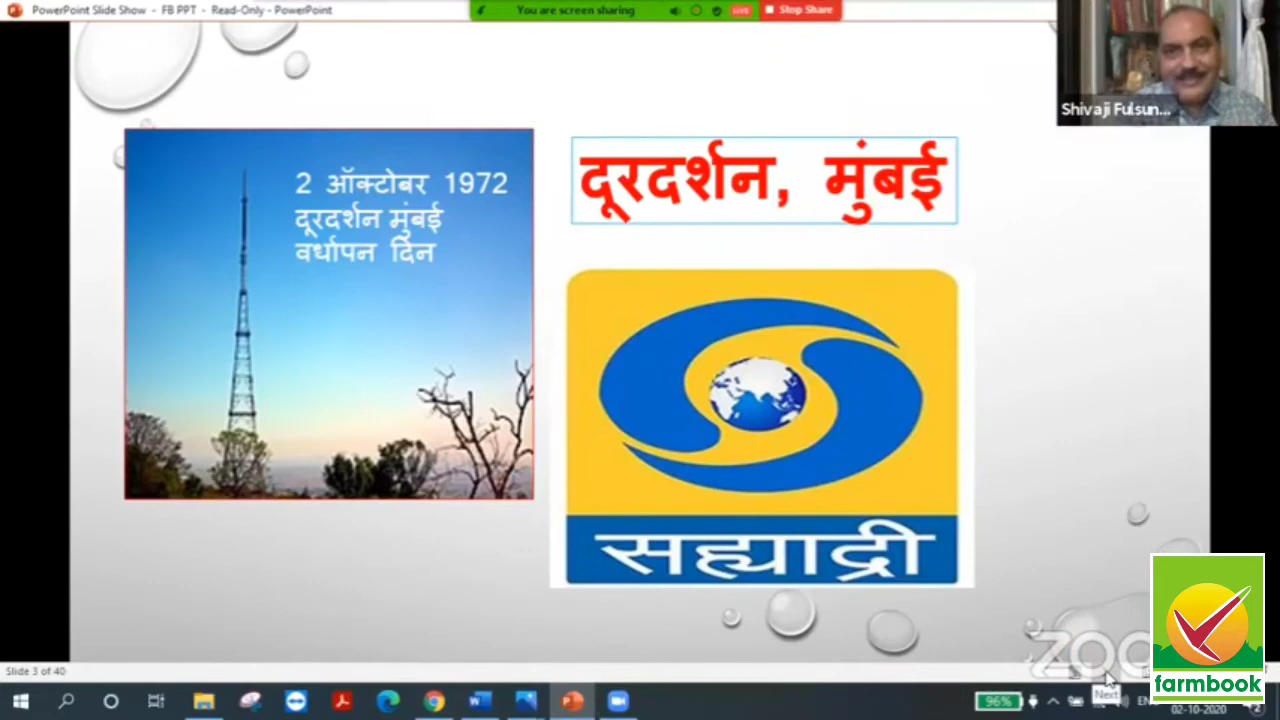 PowerPoint Slide Show - FB PPT - Read-Only - PowerPoint
You are screen sharing
LIVE
Stop Share
Shivaji Fulsun...
2 ऑक्टोबर 1972
दूरदर्शन मुंबई
वर्धापन दिन
दूरदर्शन, मुंबई
सह्याद्री
Slide 3 of 40
farmbook
96%
Next
02-10-2020